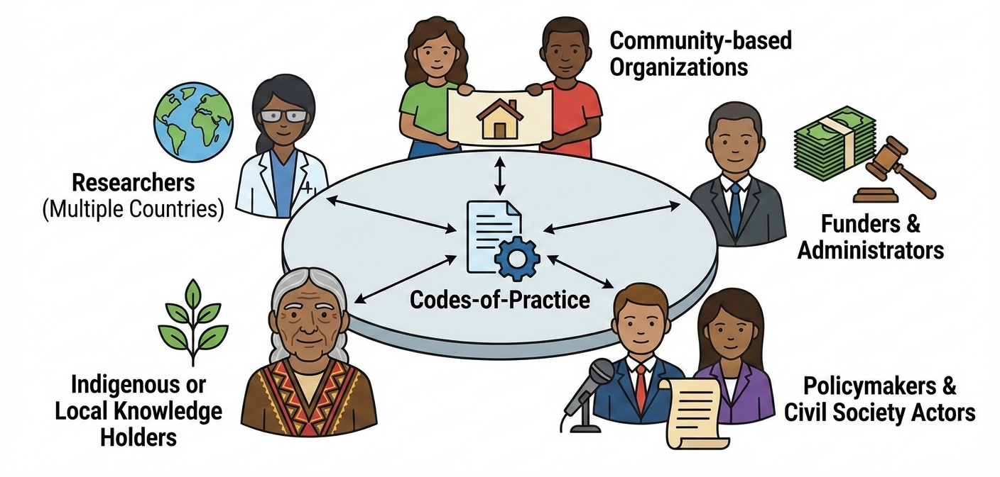 Community-based
Organizations
Researchers
(Multiple Countries)
Funders &
Administrators
Codes-of-Practice
Indigenous or
Local Knowledge
Holders
Policymakers &
Civil Society Actors